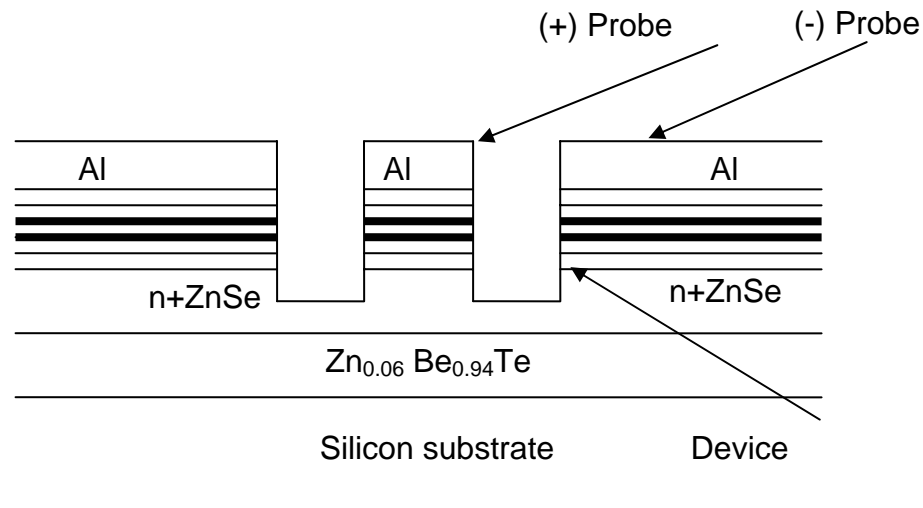 (+) Probe
(-) Probe
Al
Al
Al
n+ZnSe
n+ZnSe
Zn0.06 Be0.94Te
Silicon substrate
Device